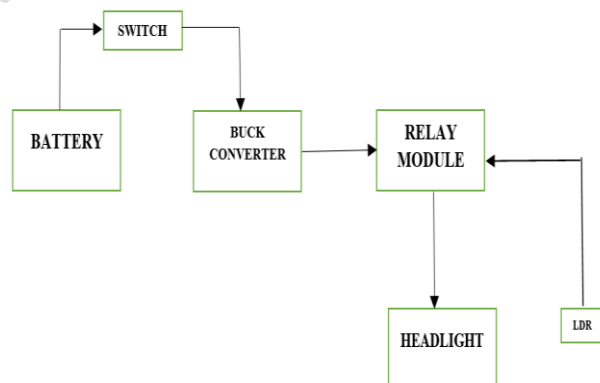 SWITCH
BATTERY
BUCK
CONVERTER
RELAY
MODULE
HEADLIGHT
LDR